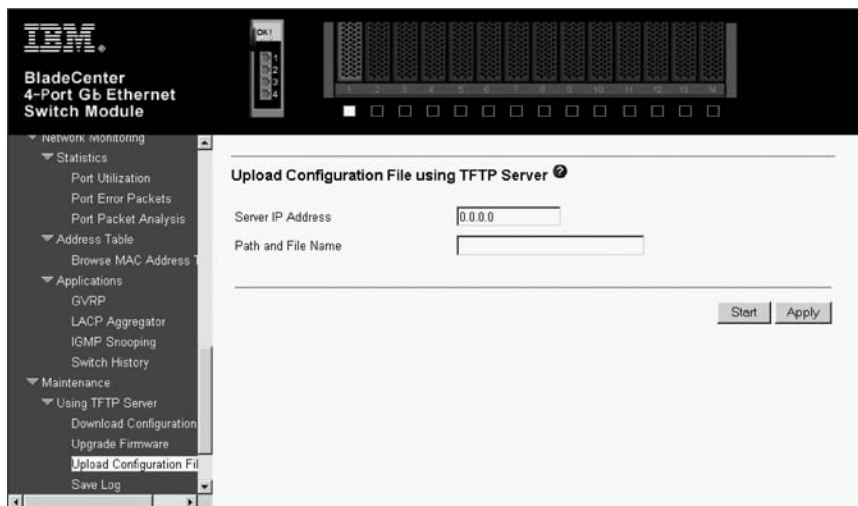 IBM.
OK!
1
2
3
4
BladeCenter
4-Port Gb Ethernet
Switch Module
1 2 3 4 5 6 7 8 9 10 11 12 13 14
Network Monitoring
Statistics
Port Utilization
Port Error Packets
Port Packet Analysis
Address Table
Browse MAC Address T
Applications
GVRP
LACP Aggregator
IGMP Snooping
Switch History
Maintenance
Using TFTP Server
Download Configuration
Upgrade Firmware
Upload Configuration Fil
Save Log
Upload Configuration File using TFTP Server ?
Server IP Address 0.0.0.0
Path and File Name
Start Apply